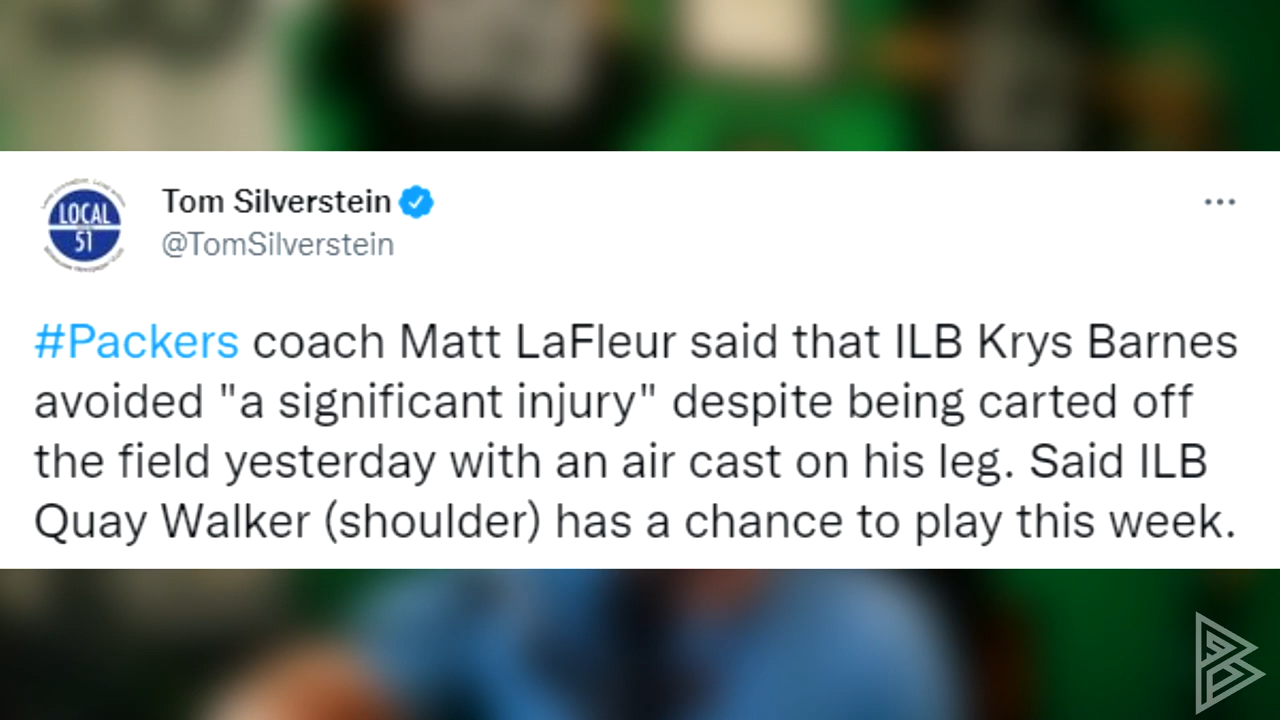 Tom Silverstein
@TomSilverstein
LOCAL
51
#Packers coach Matt LaFleur said that ILB Krys Barnes
avoided "a significant injury" despite being carted off
the field yesterday with an air cast on his leg. Said ILB
Quay Walker (shoulder) has a chance to play this week.